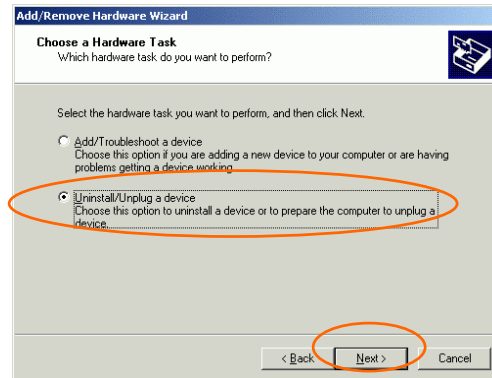 Add/Remove Hardware Wizard
Choose a Hardware Task
Which hardware task do you want to perform?
Select the hardware task you want to perform, and then click Next.
Add/Troubleshoot a device
Choose this option if you are adding a new device to your computer or are having
problems getting a device working.
Uninstall/Unplug a device
Choose this option to uninstall a device or to prepare the computer to unplug a
device.
< Back Next > Cancel